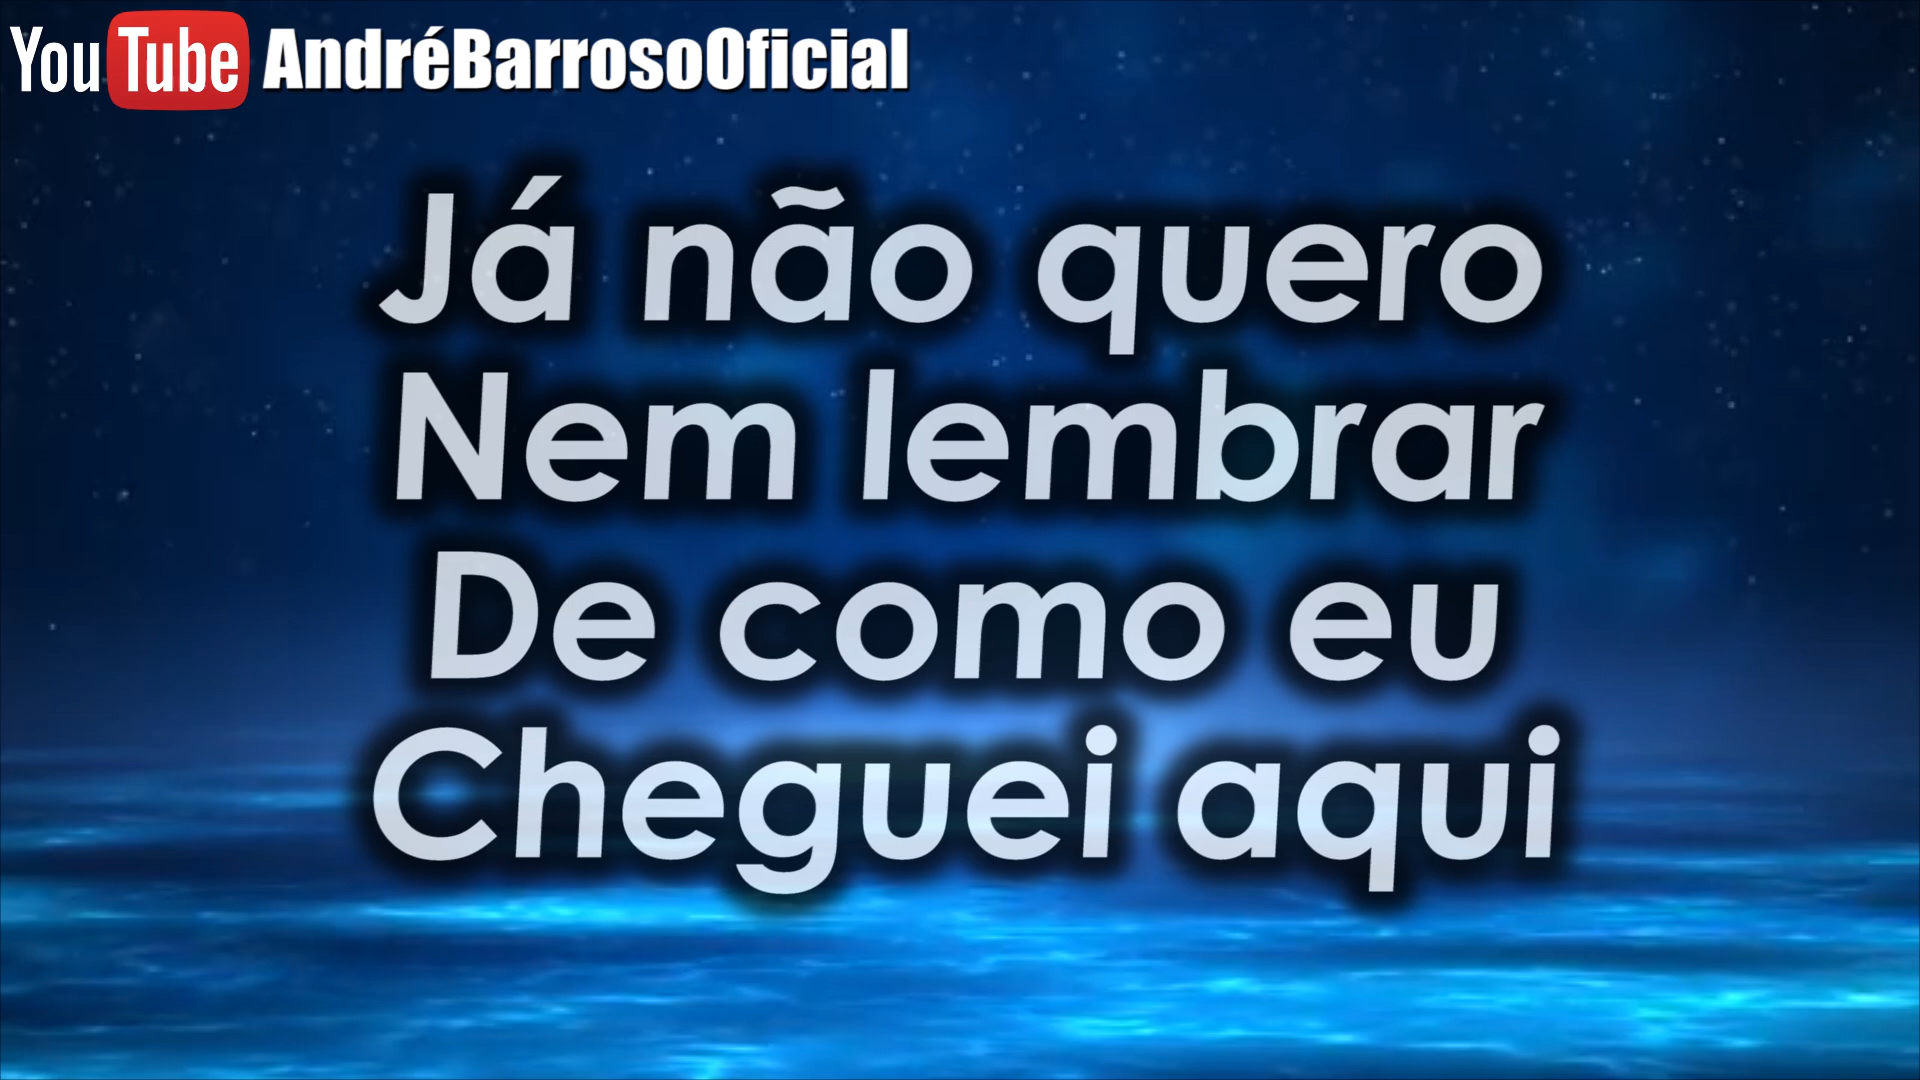 YouTube AndréBarrosoOficial
Já não quero
Nem lembrar
De como eu
Cheguei aqui